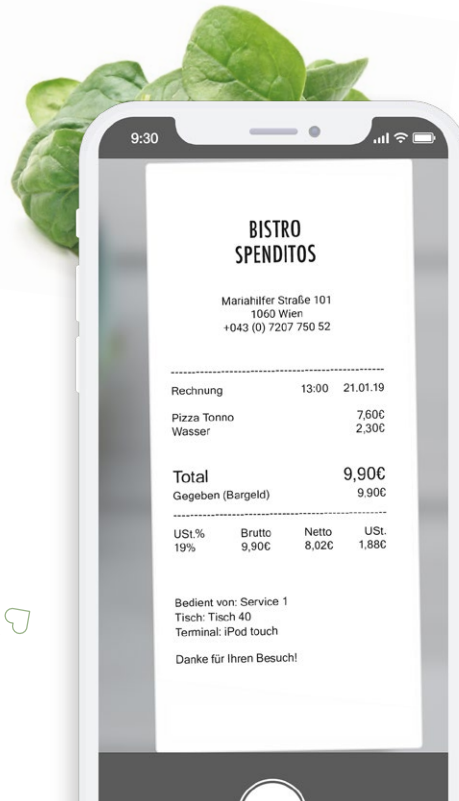 9:30
BISTRO
SPENDITOS
Mariahilfer Straße 101
1060 Wien
+043 (0) 7207 750 52
Rechnung 13:00 21.01.19
Pizza Tonno 7,60€
Wasser 2,30€
Total 9,90€
Gegeben (Bargeld) 9.90€
USt.% Brutto Netto USt.
19% 9,90€ 8,02€ 1,88€
Bedient von: Service 1
Tisch: Tisch 40
Terminal: iPod touch
Danke für Ihren Besuch!